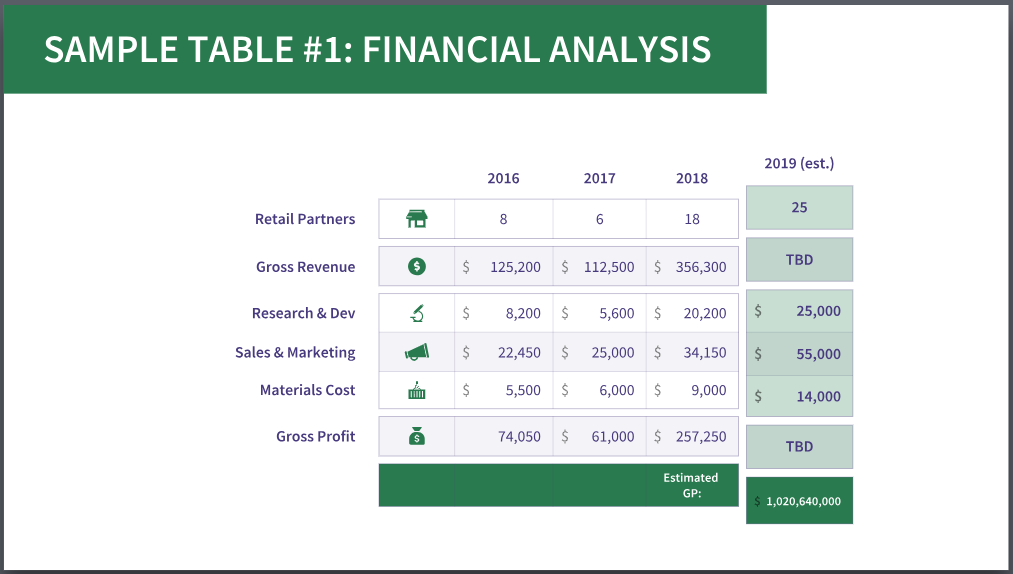 SAMPLE TABLE #1: FINANCIAL ANALYSIS
2016 2017 2018 2019 (est.)
Retail Partners 8 6 18 25
Gross Revenue $ 125,200 $ 112,500 $ 356,300 TBD
Research & Dev $ 8,200 $ 5,600 $ 20,200 $ 25,000
Sales & Marketing $ 22,450 $ 25,000 $ 34,150 $ 55,000
Materials Cost $ 5,500 $ 6,000 $ 9,000 $ 14,000
Gross Profit 74,050 $ 61,000 $ 257,250 TBD
Estimated
GP: $ 1,020,640,000